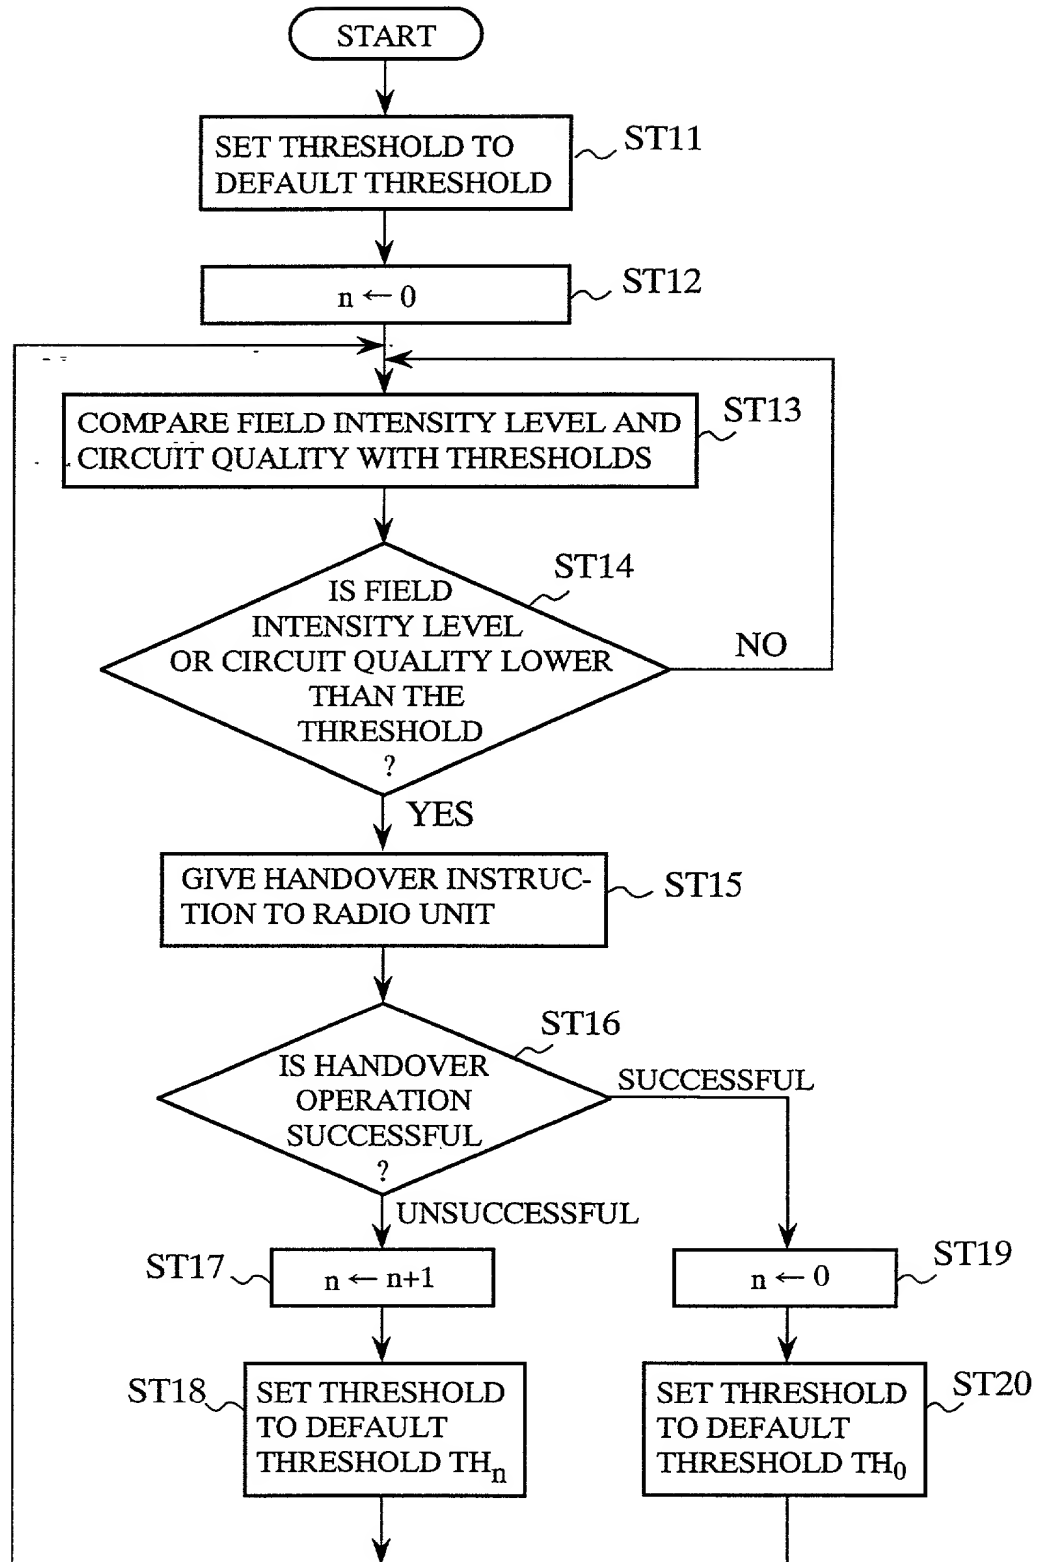 START
SET THRESHOLD TO
DEFAULT THRESHOLD
ST11
n ← 0
ST12
COMPARE FIELD INTENSITY LEVEL AND
CIRCUIT QUALITY WITH THRESHOLDS
ST13
IS FIELD
INTENSITY LEVEL
OR CIRCUIT QUALITY LOWER
THAN THE
THRESHOLD
?
ST14
NO
YES
GIVE HANDOVER INSTRUC-
TION TO RADIO UNIT
ST15
IS HANDOVER
OPERATION
SUCCESSFUL
?
ST16
SUCCESSFUL
UNSUCCESSFUL
ST17
n ← n+1
n ← 0
ST19
ST18
SET THRESHOLD
TO DEFAULT
THRESHOLD THn
SET THRESHOLD
TO DEFAULT
THRESHOLD TH0
ST20